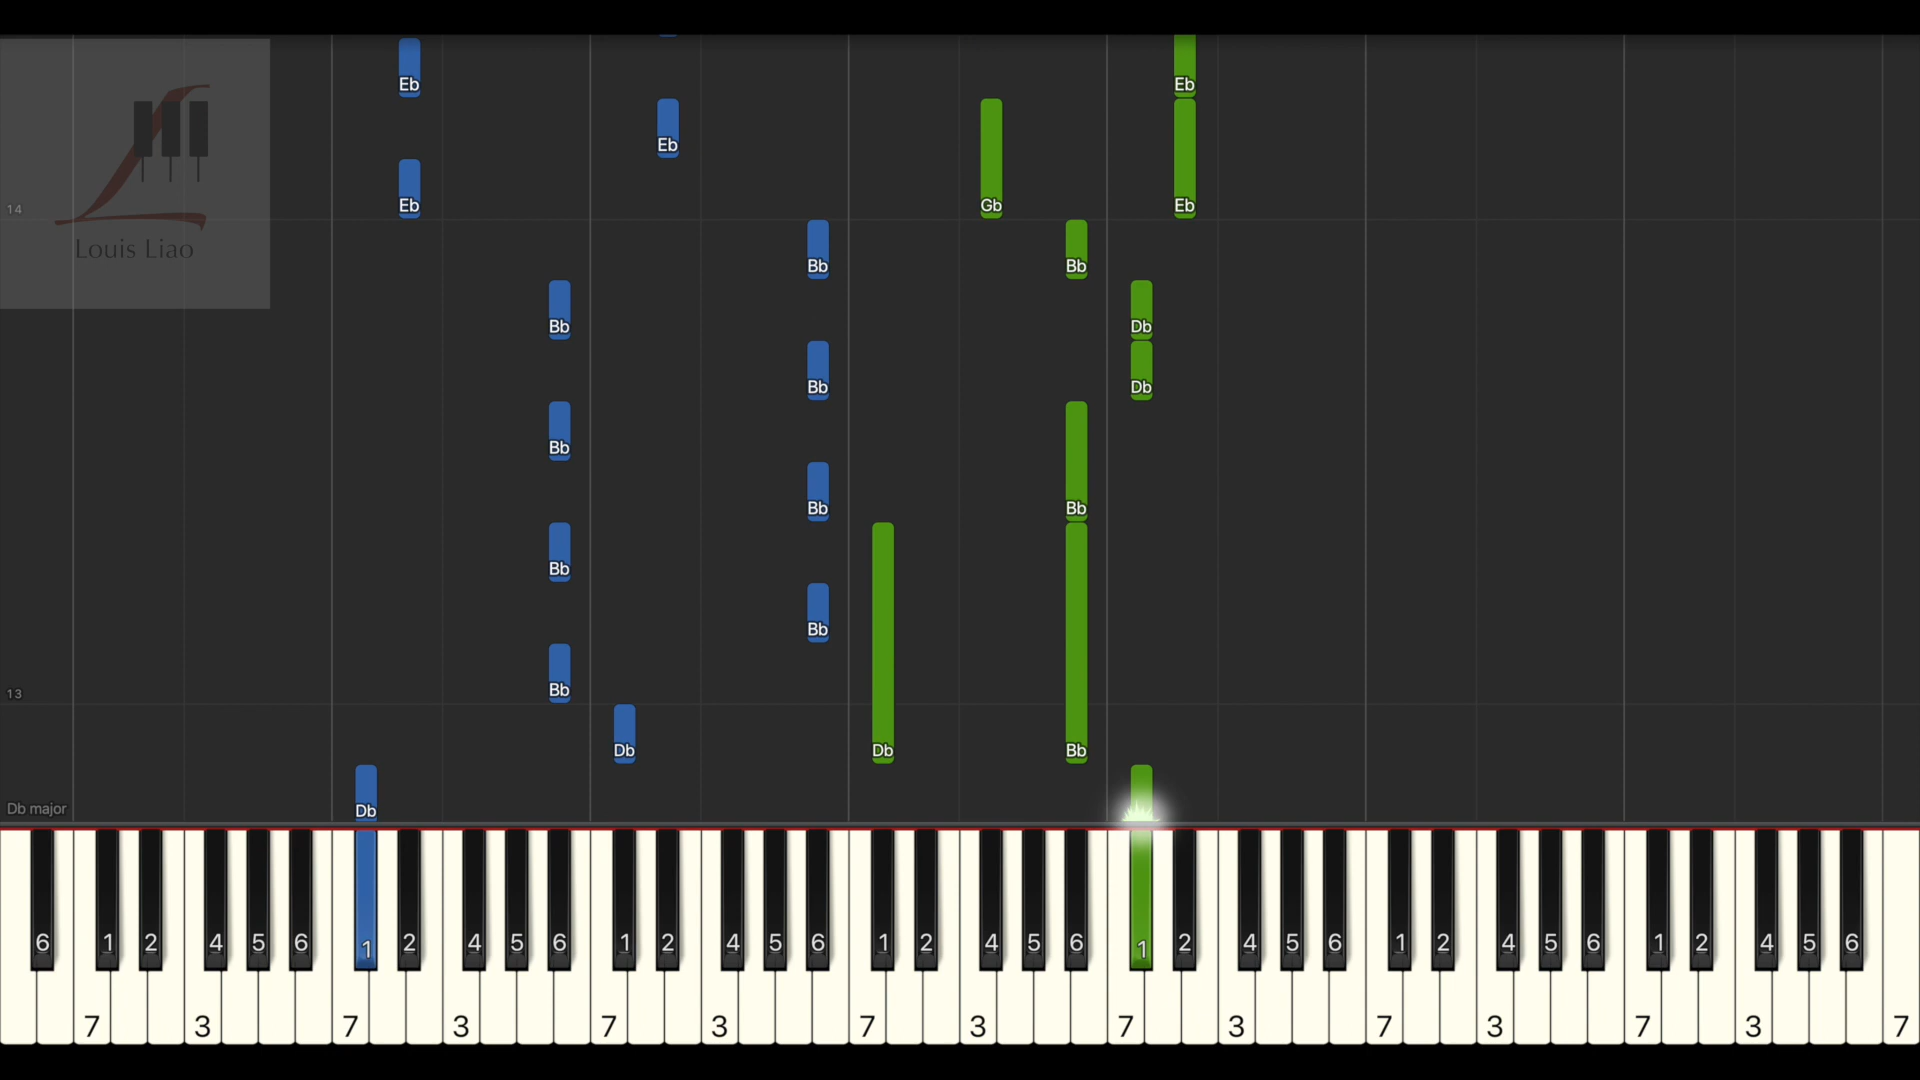 Eb Eb
Eb
Eb Gb Eb
14
Louis Liao
Bb Bb
Bb Db
Bb Db
Bb
Bb Bb
Bb
Bb
Bb
13
Db Db Bb
Db major Db
6 1 2 4 5 6 1 2 4 5 6 1 2 4 5 6 1 2 4 5 6 1 2 4 5 6 1 2 4 5 6 1 2 4 5 6
7 3 7 3 7 3 7 3 7 3 7 3 7 3 7